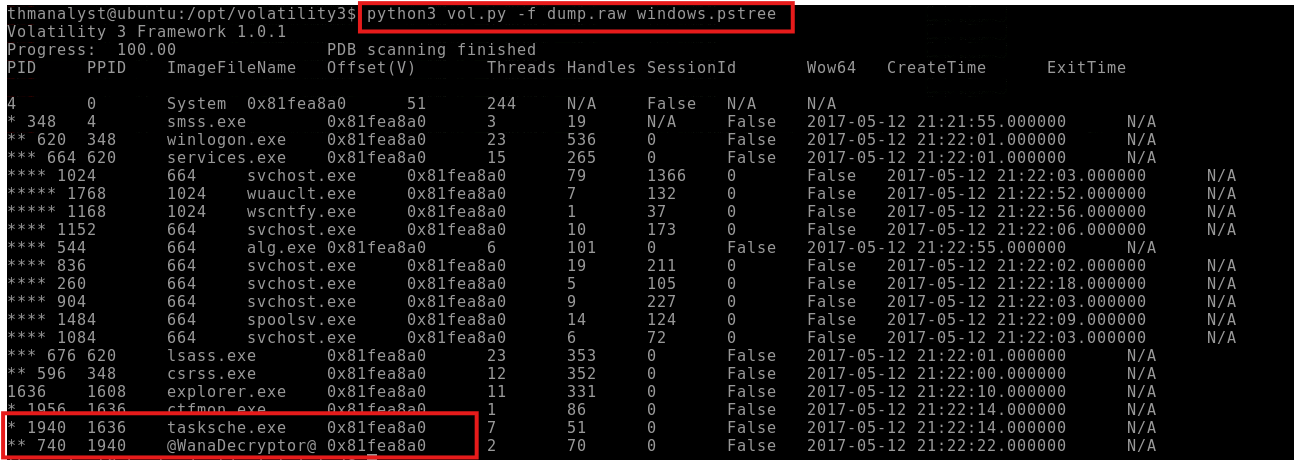 thmanalyst@ubuntu:/opt/volatility3$ python3 vol.py -f dump.raw windows.pstree
Volatility 3 Framework 1.0.1
Progress:  100.00               PDB scanning finished
PID     PPID    ImageFileName   Offset(V)       Threads Handles SessionId       Wow64   CreateTime      ExitTime
4       0       System  0x81fea8a0      51      244     N/A     False   N/A     N/A
* 348   4       smss.exe        0x81fea8a0      3       19      N/A     False   2017-05-12 21:21:55.000000      N/A
** 620  348     winlogon.exe    0x81fea8a0      23      536     0       False   2017-05-12 21:22:01.000000      N/A
*** 664 620     services.exe    0x81fea8a0      15      265     0       False   2017-05-12 21:22:01.000000      N/A
**** 1024       664     svchost.exe     0x81fea8a0      79      1366    0       False   2017-05-12 21:22:03.000000      N/A
***** 1768      1024    wuauclt.exe     0x81fea8a0      7       132     0       False   2017-05-12 21:22:52.000000      N/A
***** 1168      1024    wscntfy.exe     0x81fea8a0      1       37      0       False   2017-05-12 21:22:56.000000      N/A
**** 1152       664     svchost.exe     0x81fea8a0      10      173     0       False   2017-05-12 21:22:06.000000      N/A
**** 544        664     alg.exe 0x81fea8a0      6       101     0       False   2017-05-12 21:22:55.000000      N/A
**** 836        664     svchost.exe     0x81fea8a0      19      211     0       False   2017-05-12 21:22:02.000000      N/A
**** 260        664     svchost.exe     0x81fea8a0      5       105     0       False   2017-05-12 21:22:18.000000      N/A
**** 904        664     svchost.exe     0x81fea8a0      9       227     0       False   2017-05-12 21:22:03.000000      N/A
**** 1484       664     spoolsv.exe     0x81fea8a0      14      124     0       False   2017-05-12 21:22:09.000000      N/A
**** 1084       664     svchost.exe     0x81fea8a0      6       72      0       False   2017-05-12 21:22:03.000000      N/A
*** 676 620     lsass.exe       0x81fea8a0      23      353     0       False   2017-05-12 21:22:01.000000      N/A
** 596  348     csrss.exe       0x81fea8a0      12      352     0       False   2017-05-12 21:22:00.000000      N/A
1636    1608    explorer.exe    0x81fea8a0      11      331     0       False   2017-05-12 21:22:10.000000      N/A
* 1956  1636    ctfmon.exe      0x81fea8a0      1       86      0       False   2017-05-12 21:22:14.000000      N/A
* 1940  1636    tasksche.exe    0x81fea8a0      7       51      0       False   2017-05-12 21:22:14.000000      N/A
** 740  1940    @WanaDecryptor@ 0x81fea8a0      2       70      0       False   2017-05-12 21:22:22.000000      N/A